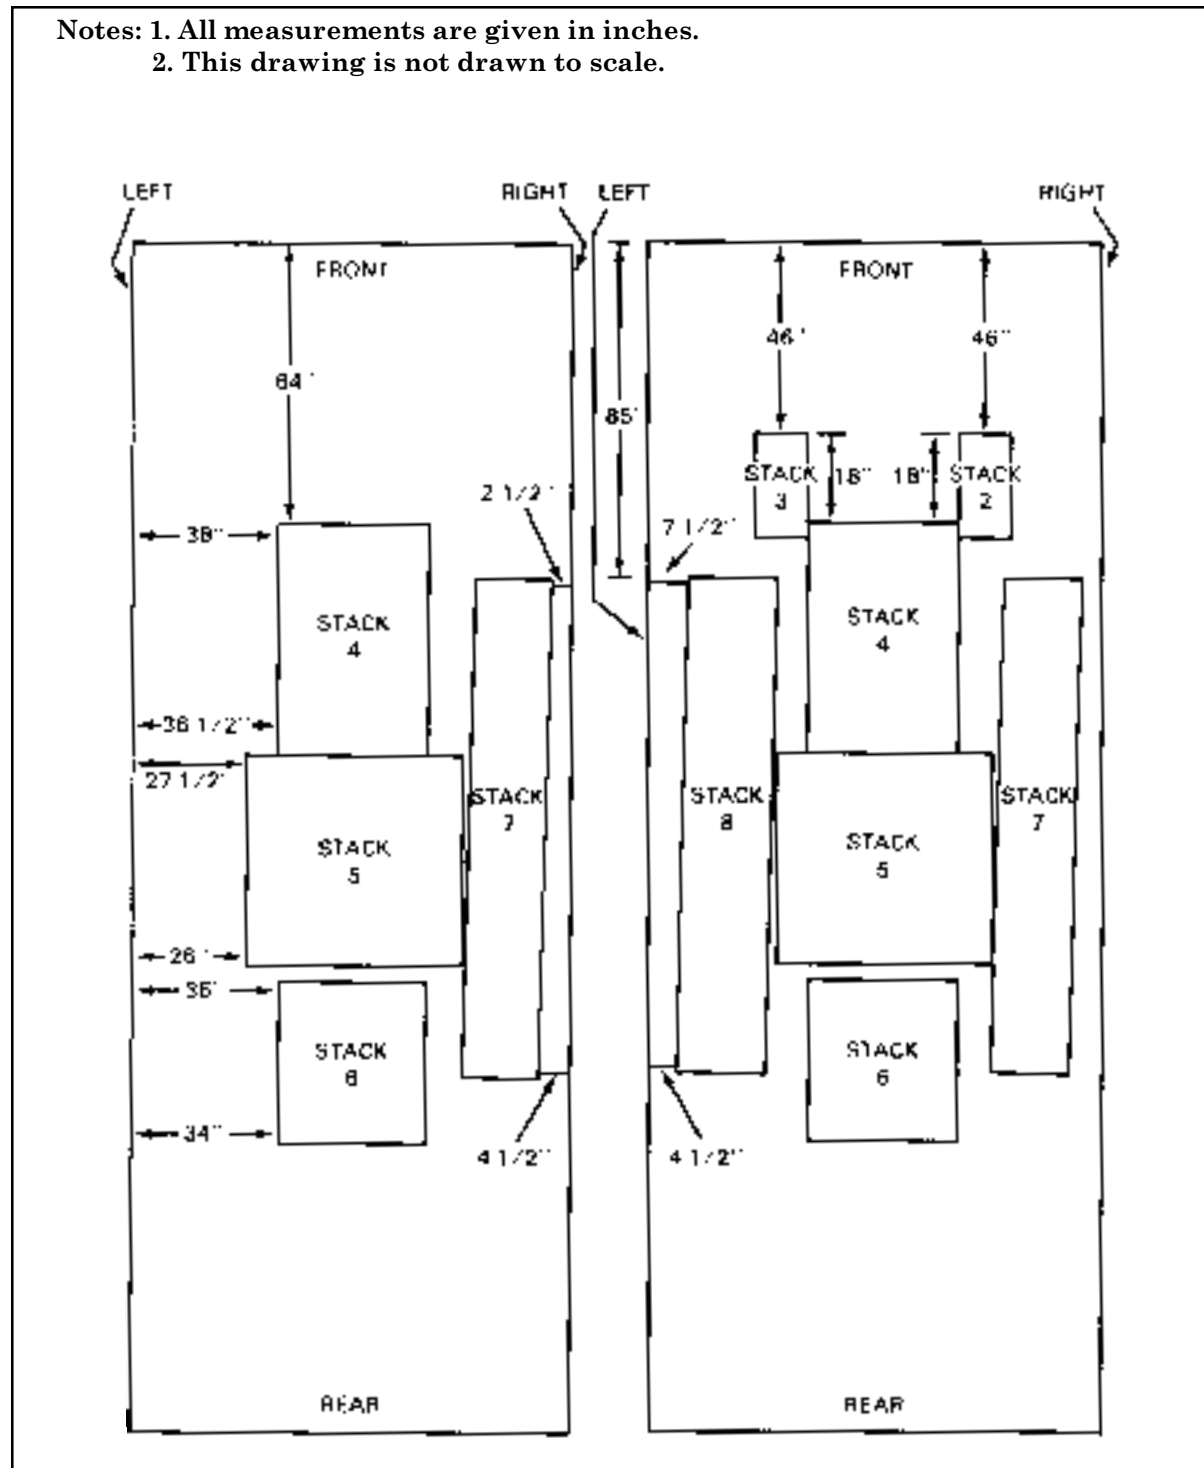 Notes: 1. All measurements are given in inches.
2. This drawing is not drawn to scale.
LEFT
RIGHT
LEFT
RIGHT
FRONT
64"
38"
2 1/2"
STACK
4
36 1/2"
27 1/2"
STACK
7
STACK
5
26"
36"
STACK
6
34"
4 1/2"
REAR
FRONT
46"
46"
85"
STACK
3
18"
18"
STACK
2
7 1/2"
STACK
4
STACK
8
STACK
5
STACK
7
STACK
6
4 1/2"
REAR